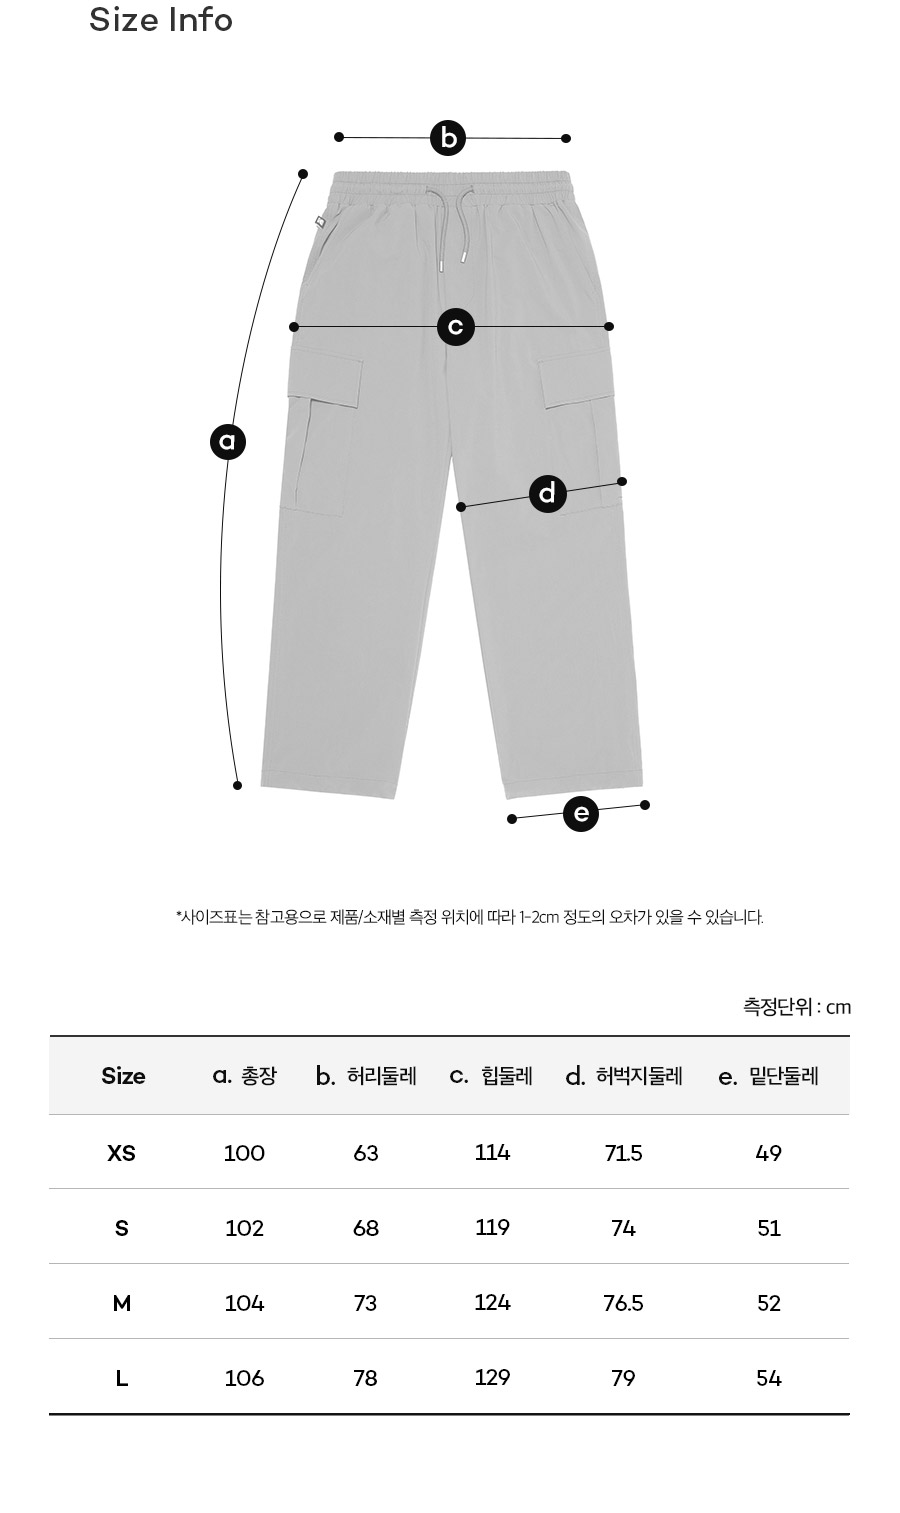 Size Info
b
c
a
d
e
*사이즈표는 참고용으로 제품/소재별 측정 위치에 따라 1-2cm 정도의 오차가 있을 수 있습니다.
측정단위 : cm
Size a. 총장 b. 허리둘레 c. 힙둘레 d. 허벅지둘레 e. 밑단둘레
XS 100 63 114 71.5 49
S 102 68 119 74 51
M 104 73 124 76.5 52
L 106 78 129 79 54